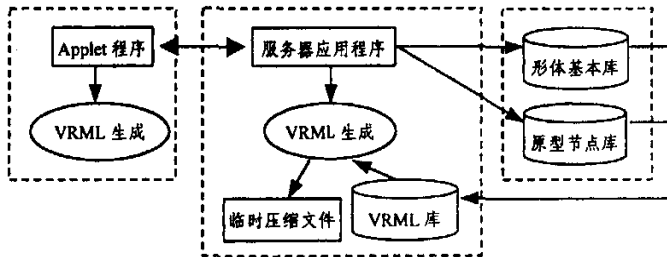 Applet 程序
服务器应用程序
形体基本库
VRML 生成
VRML 生成
原型节点库
临时压缩文件
VRML 库